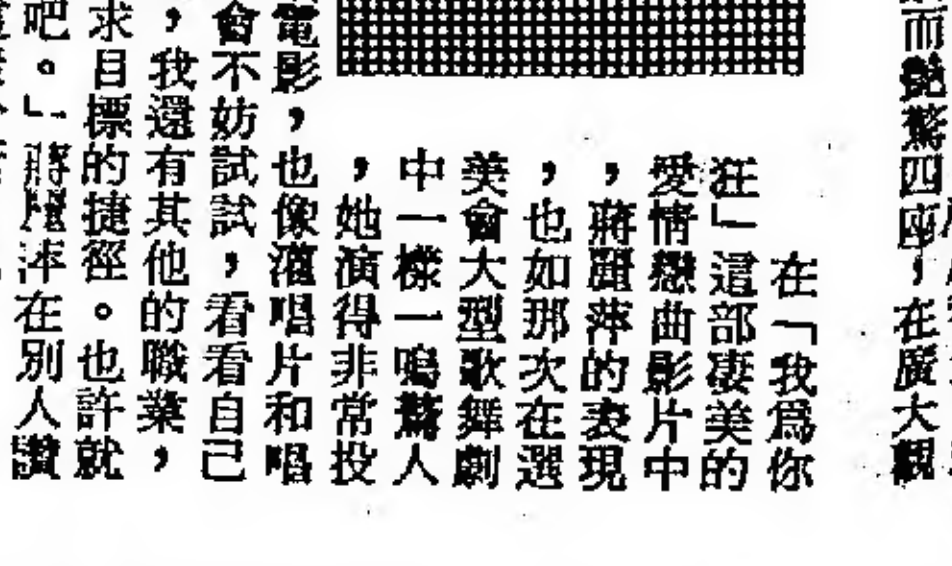 而艷驚四座，在廣大觀
在「我為你
狂」這部淒美的
愛情戀曲影片中
，蔣麗萍的表現
，也如那次在選
美會大型歌舞劇
中一樣一鳴驚人
，她演得非常投
電影，也像灌唱片和唱
會不妨試試，看看自己
，我還有其他的職業，
求目標的捷徑。也許就
吧。」蔣麗萍在別人讚